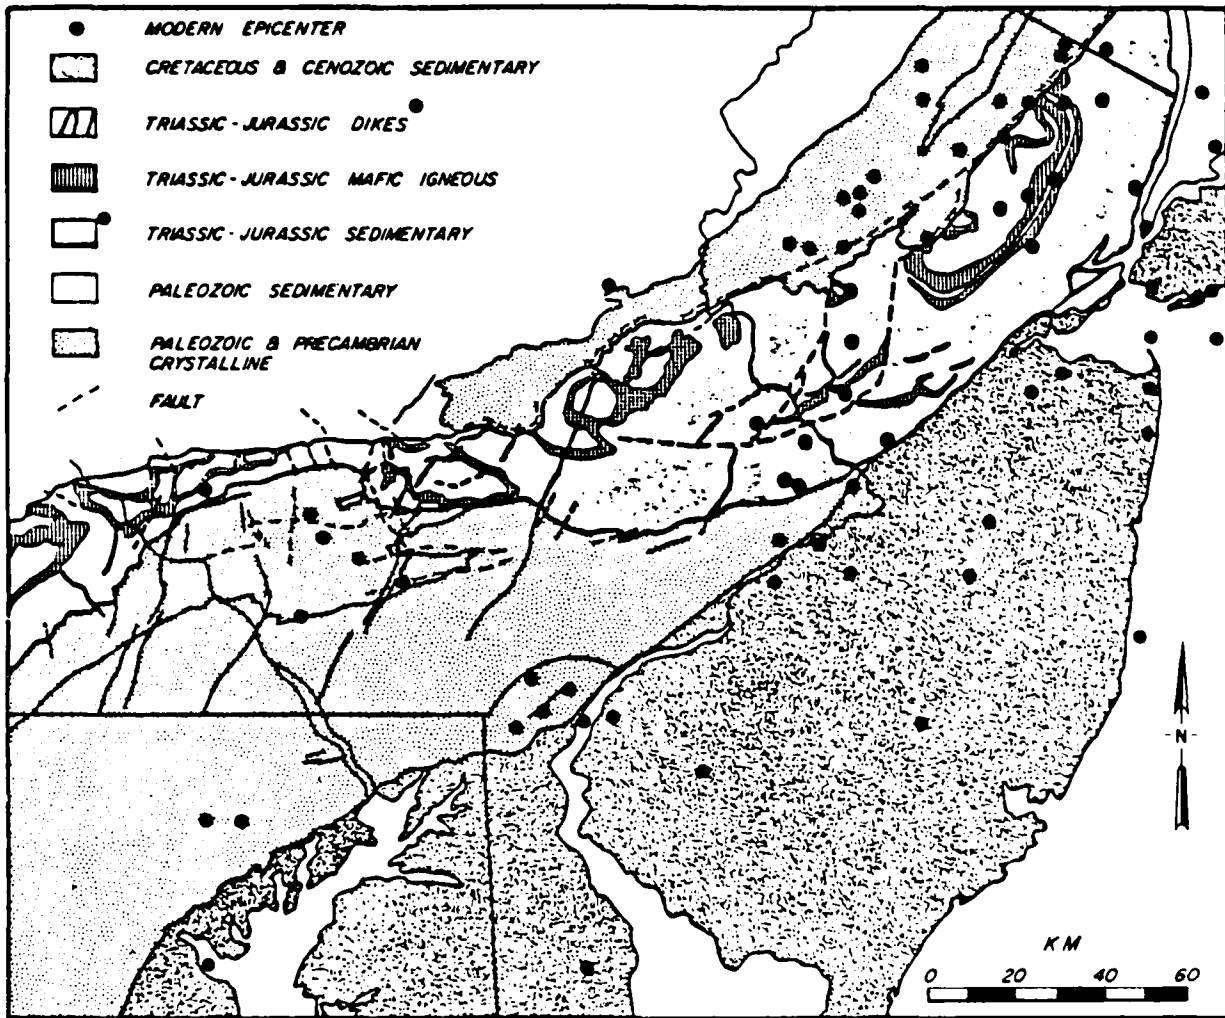 MODERN EPICENTER
CRETACEOUS & CENOZOIC SEDIMENTARY
TRIASSIC-JURASSIC DIKES
TRIASSIC-JURASSIC MAFIC IGNEOUS
TRIASSIC-JURASSIC SEDIMENTARY
PALEOZOIC SEDIMENTARY
PALEOZOIC & PRECAMBRIAN
CRYSTALLINE
FAULT
N
KM
0 20 40 60